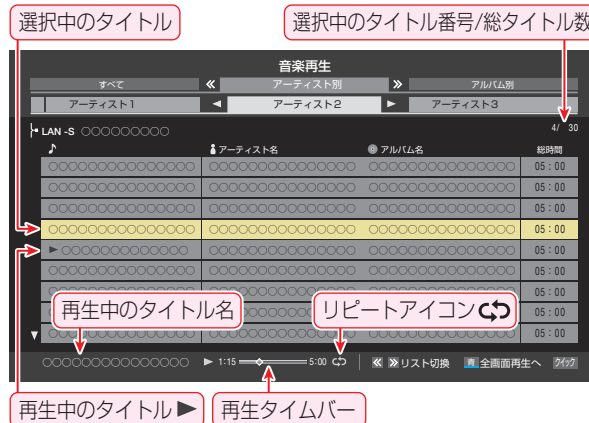 選択中のタイトル
選択中のタイトル番号/総タイトル数
音楽再生
すべて
アーティスト別
アルバム別
アーティスト1
アーティスト2
アーティスト3
LAN -S ○○○○○○○○○
4/ 30
♪ アーティスト名 アルバム名 総時間
○○○○○○○○○○○○○○ ○○○○○○○○○○○○○○ ○○○○○○○○○○○○○○ 05:00
○○○○○○○○○○○○○○ ○○○○○○○○○○○○○○ ○○○○○○○○○○○○○○ 05:00
○○○○○○○○○○○○○○ ○○○○○○○○○○○○○○ ○○○○○○○○○○○○○○ 05:00
○○○○○○○○○○○○○○ ○○○○○○○○○○○○○○ ○○○○○○○○○○○○○○ 05:00
▶○○○○○○○○○○○○ ○○○○○○○○○○○○○○ ○○○○○○○○○○○○○○ 05:00
○○○○○○○○○○○○○○ ○○○○○○○○○○○○○○ ○○○○○○○○○○○○○○ 05:00
05:00
05:00
05:00
再生中のタイトル名
リピートアイコン
○○○○○○○○○○○○○○ ▶ 1:15 5:00
リスト切換 青 全画面再生へ クイック
再生中のタイトル▶
再生タイムバー